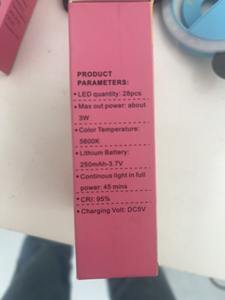 PRODUCT
PARAMETERS:
• LED quantity: 28pcs
• Max out power: about
3W
• Color Temperature:
5600K
• Lithium Battery:
250mAh-3.7V
• Continous light in full
power: 45 mins
• CRI: 95%
• Charging Volt: DC5V